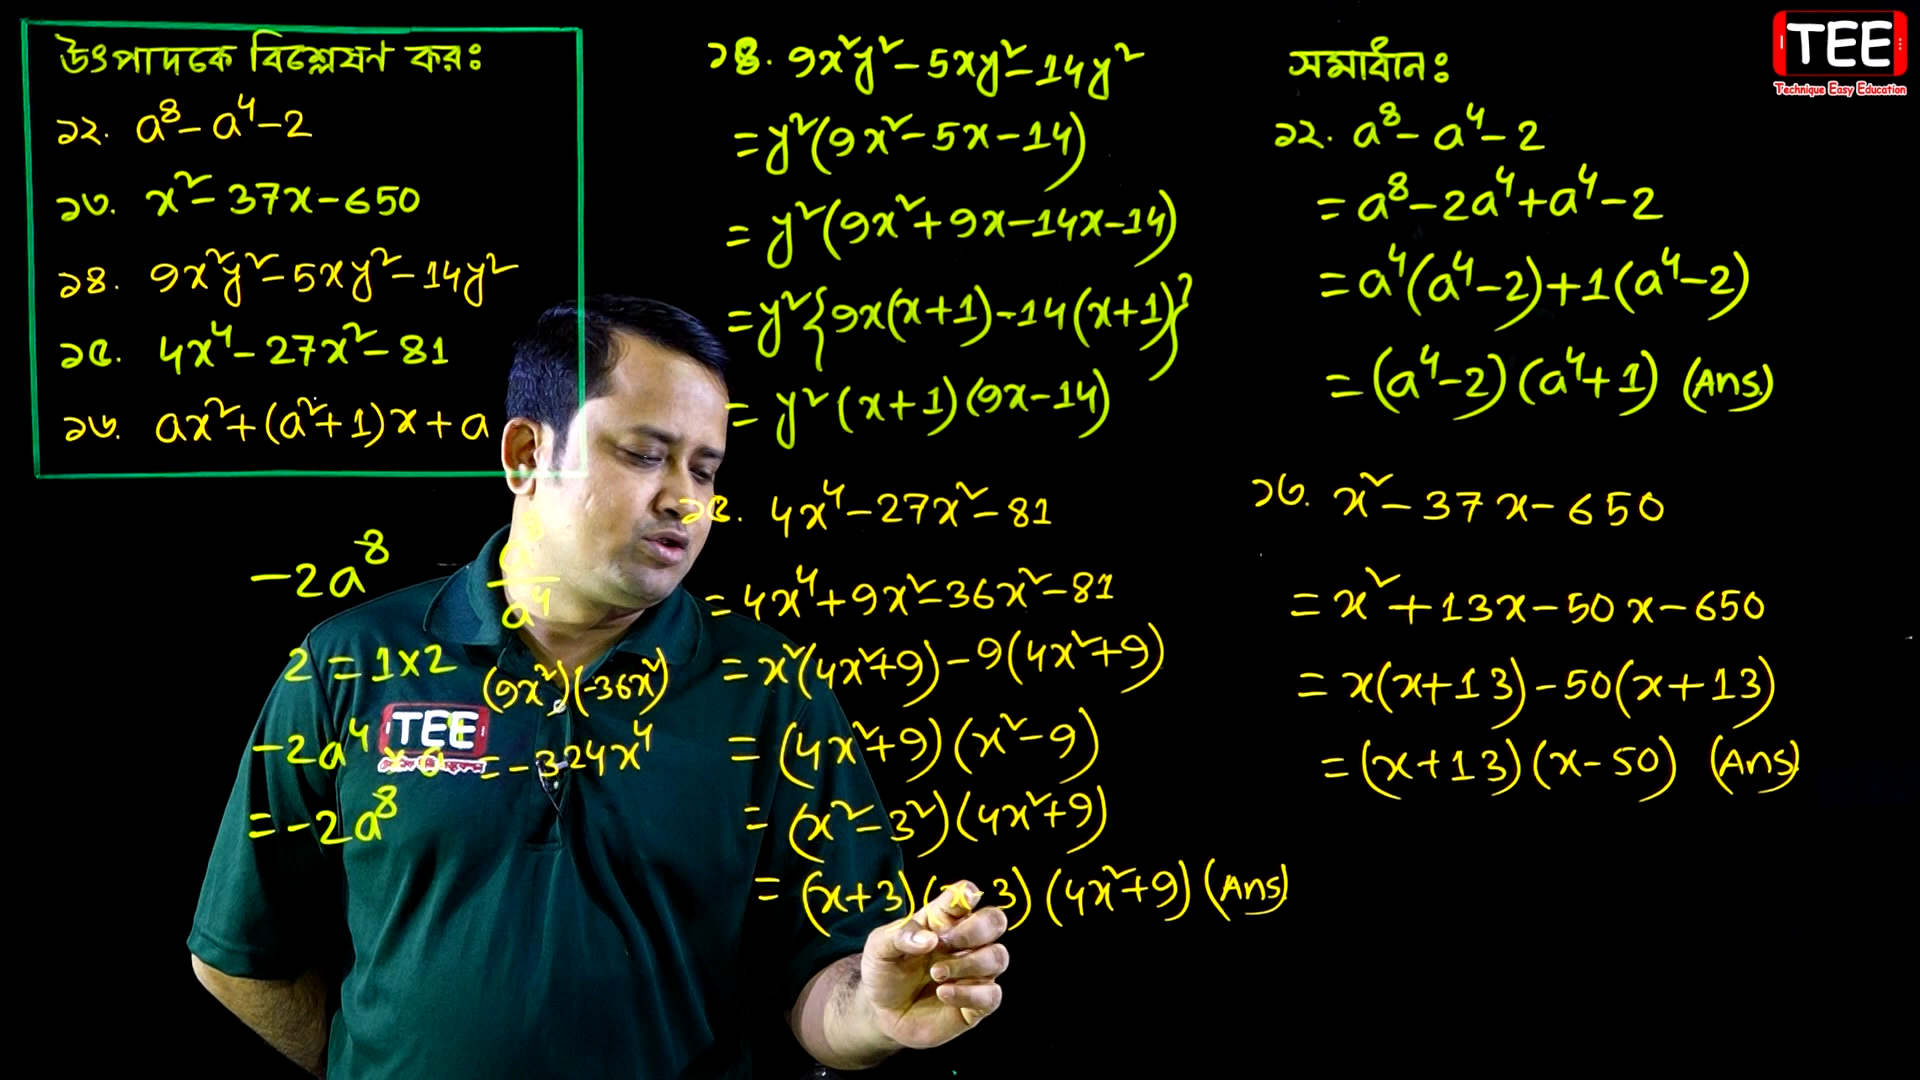 উৎপাদকে বিশ্লেষণ করঃ
১২. a⁸-a⁴-2
১৩. x²-37x-650
১৪. 9x²y²-5xy²-14y²
১৫. 4x⁴-27x²-81
১৬. ax²+(a²+1)x+a
-2a⁸
a⁴
2=1×2
(9x²)(-36x²)
-2a⁴ × a =-324x⁴
=-2a⁸
১৪. 9x²y²-5xy²-14y²
=y²(9x²-5x-14)
=y²(9x²+9x-14x-14)
=y²{9x(x+1)-14(x+1)}
=y²(x+1)(9x-14)
১৫. 4x⁴-27x²-81
=4x⁴+9x²-36x²-81
=x²(4x²+9)-9(4x²+9)
=(4x²+9)(x²-9)
=(x²-3²)(4x²+9)
=(x+3)(x-3)(4x²+9) (Ans)
সমাধানঃ
১২. a⁸-a⁴-2
=a⁸-2a⁴+a⁴-2
=a⁴(a⁴-2)+1(a⁴-2)
=(a⁴-2)(a⁴+1) (Ans.)
১৩. x²-37x-650
=x²+13x-50x-650
=x(x+13)-50(x+13)
=(x+13)(x-50) (Ans)
TEE
Technique Easy Education
TEE